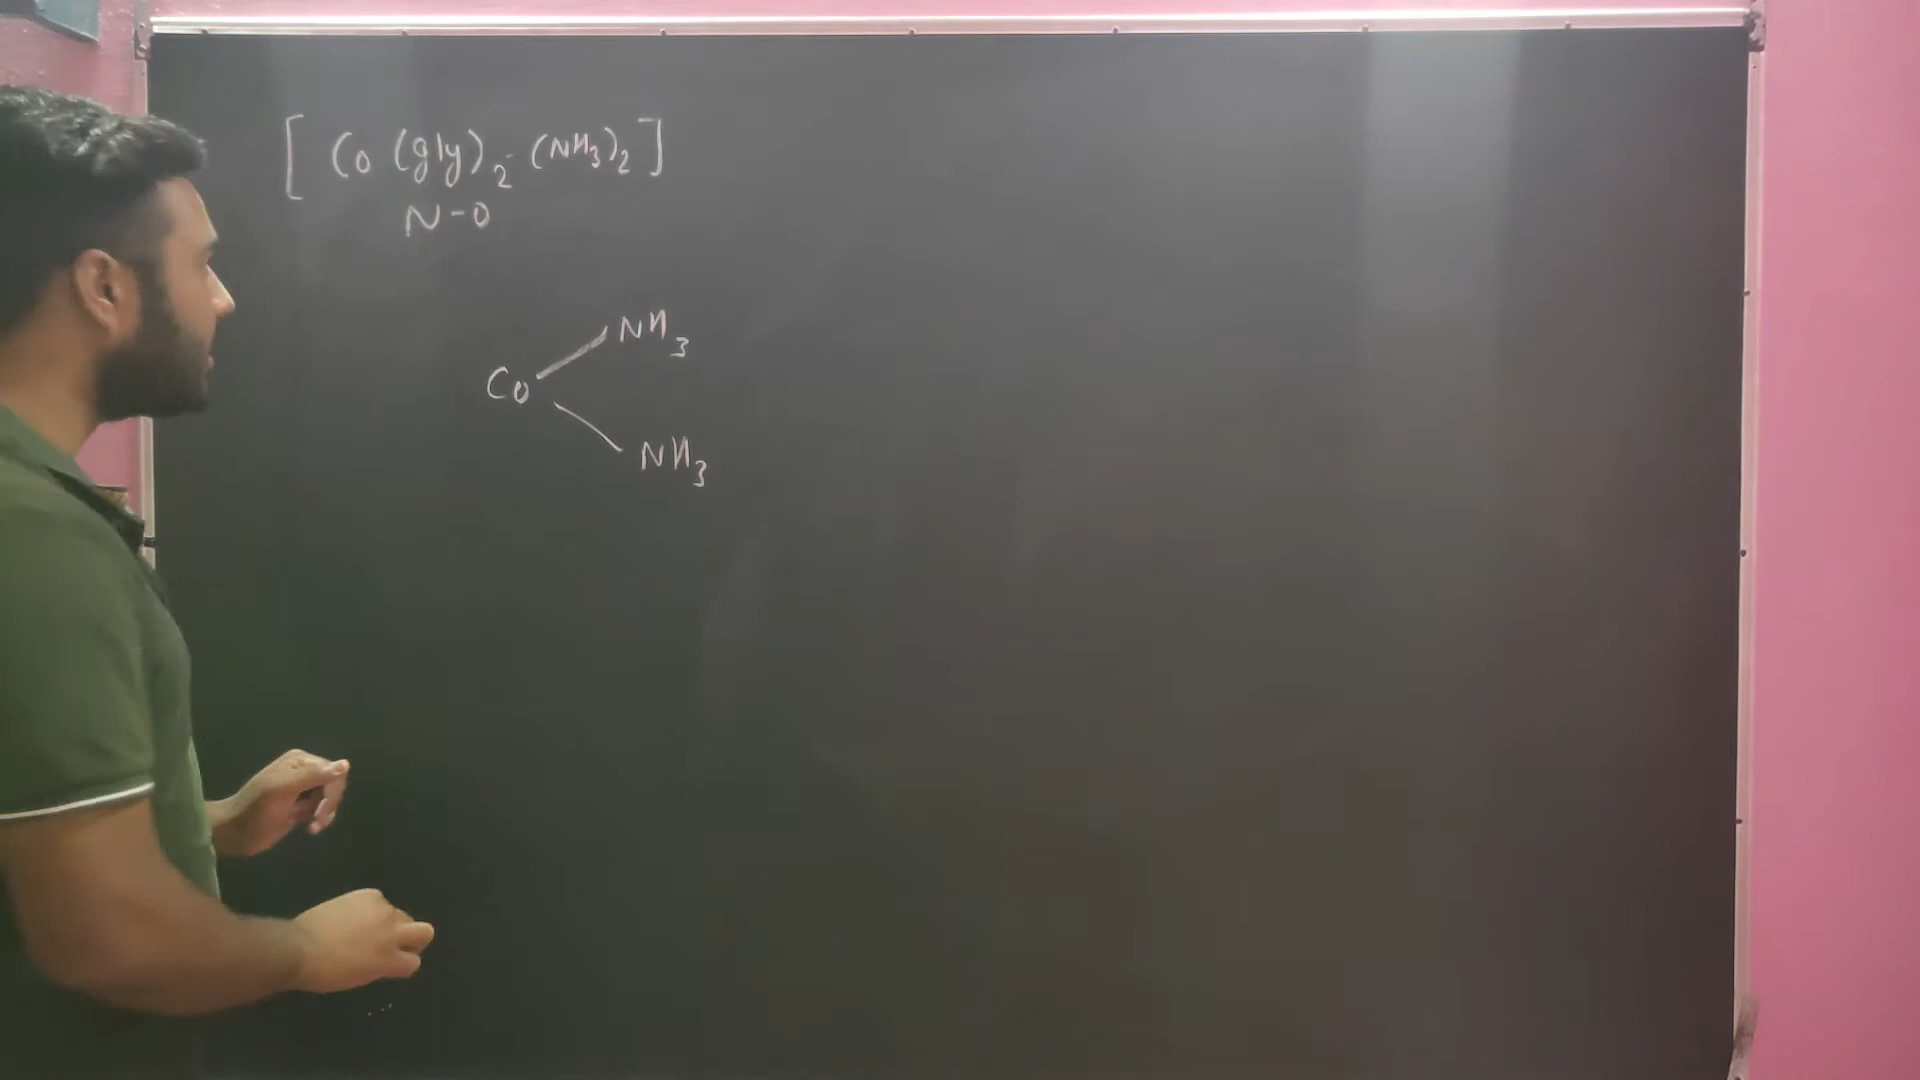 [Co(gly)₂(NH₃)₂]
N-O
NH₃
Co
NH₃